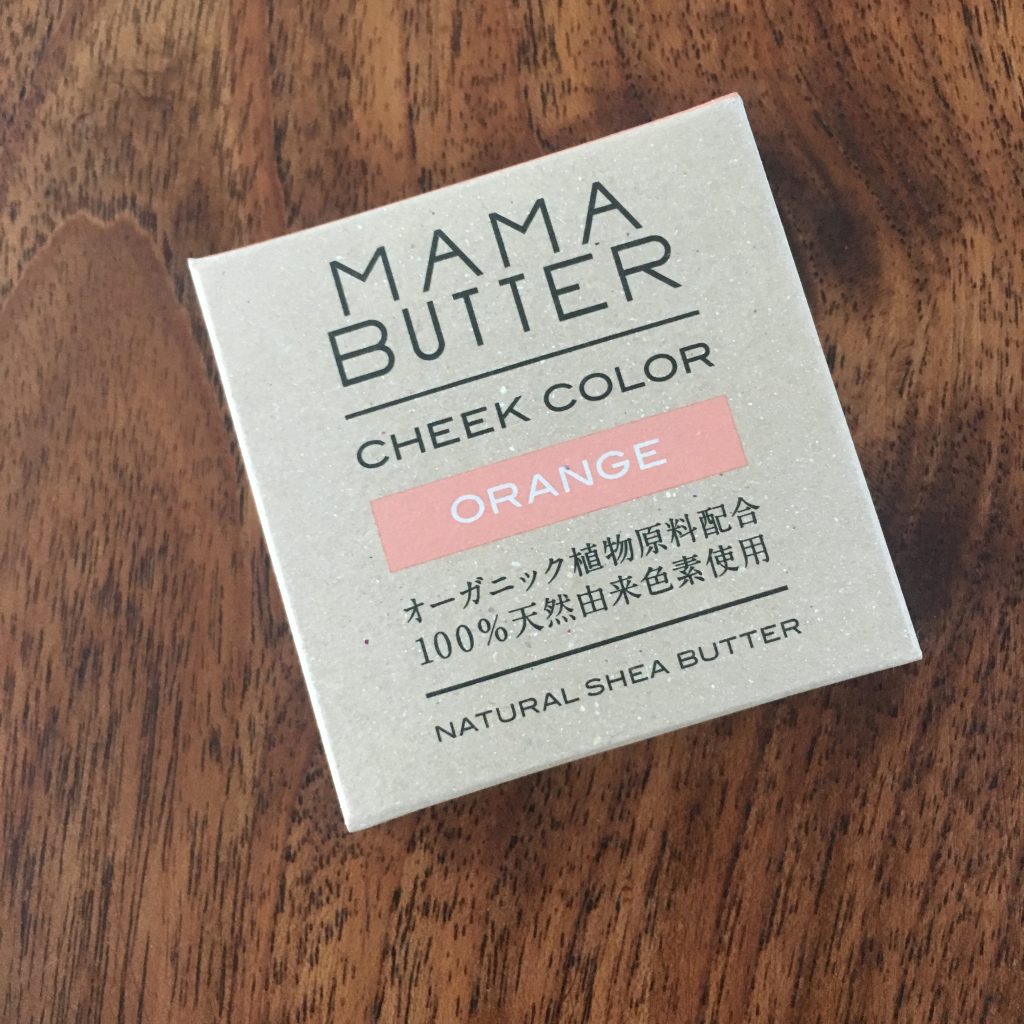 MAMA
BUTTER
CHEEK COLOR
ORANGE
オーガニック植物原料配合
100%天然由来色素使用
NATURAL SHEA BUTTER